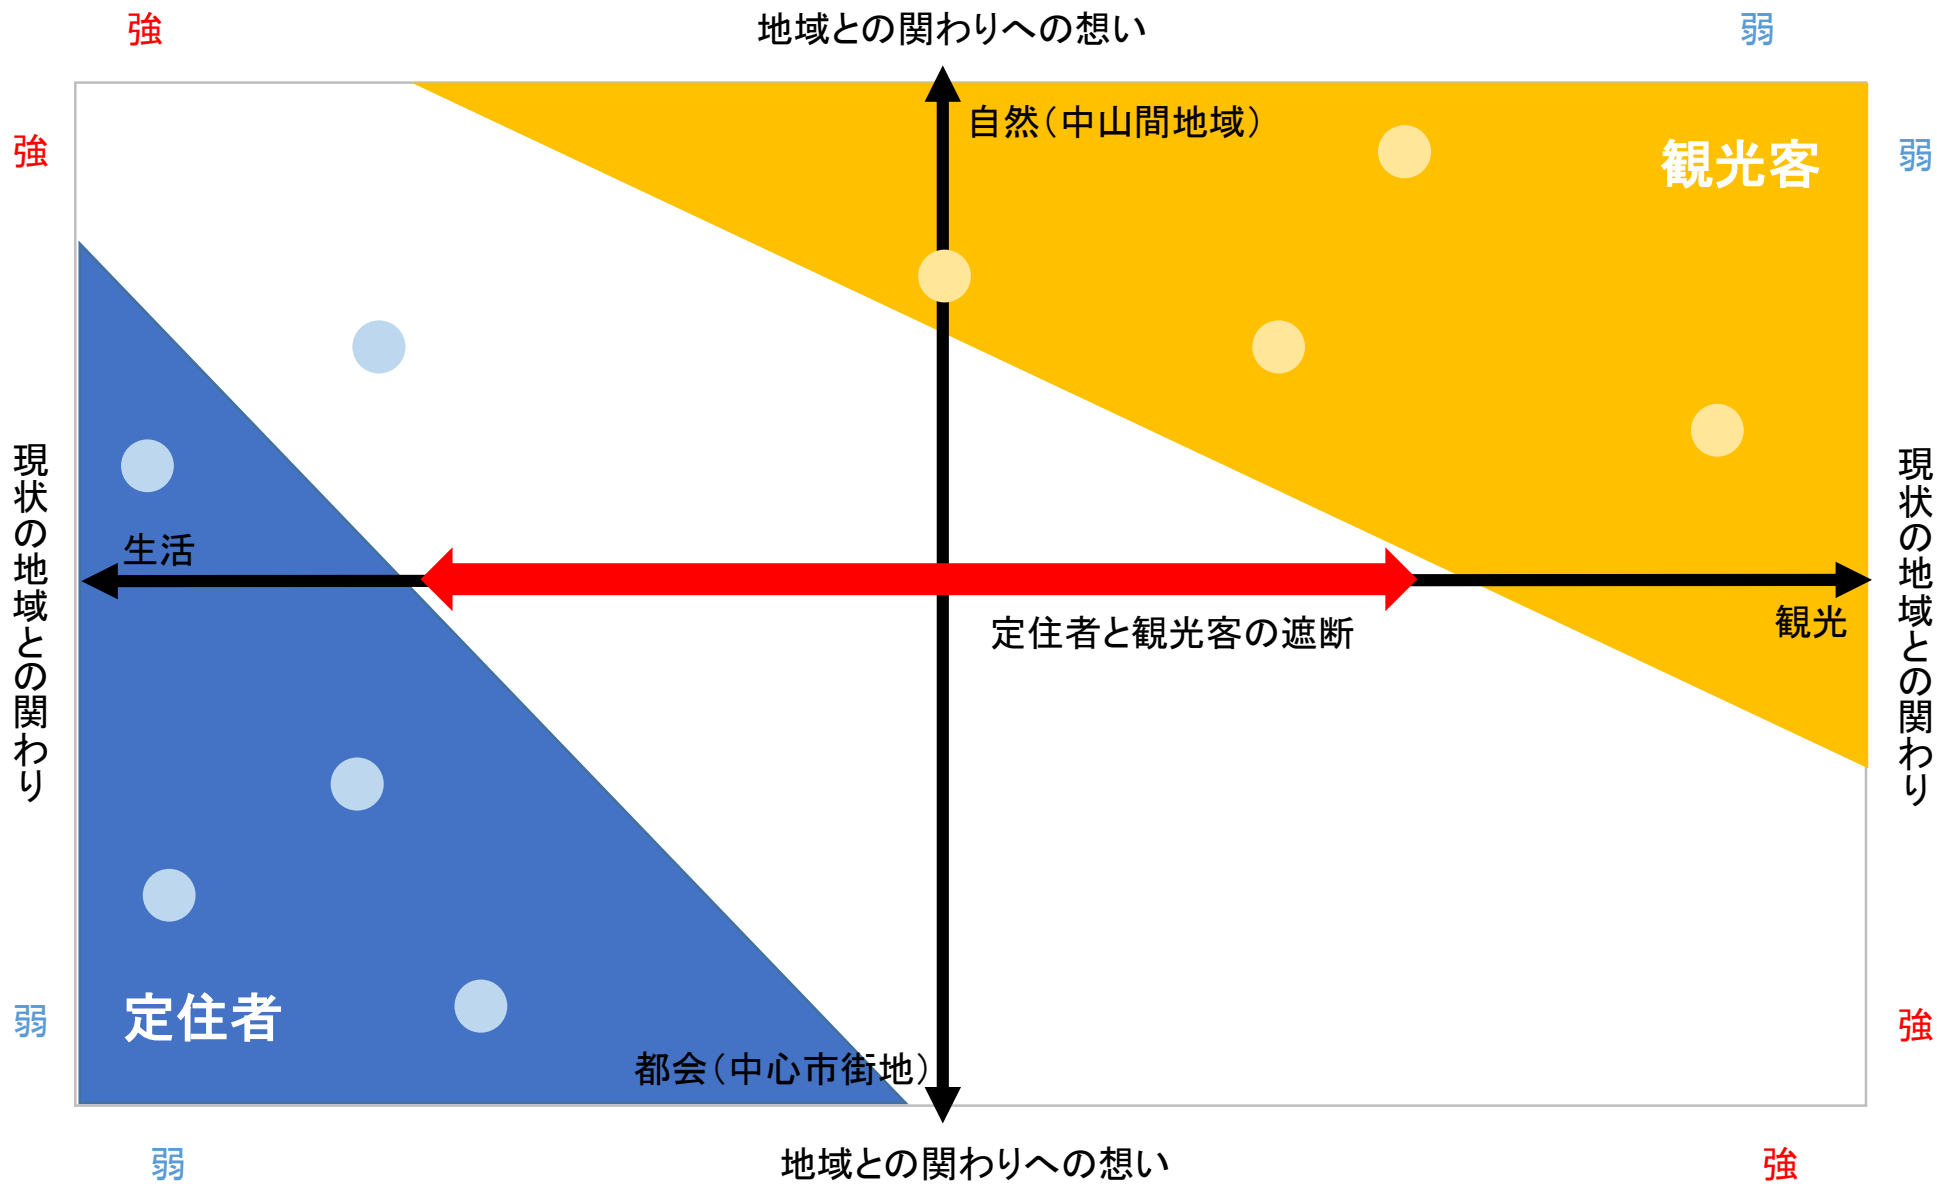 強
地域との関わりへの想い
弱
自然（中山間地域）
強
観光客
弱
現状の地域との関わり
現状の地域との関わり
生活
観光
定住者と観光客の遮断
定住者
弱
強
都会（中心市街地）
弱
地域との関わりへの想い
強